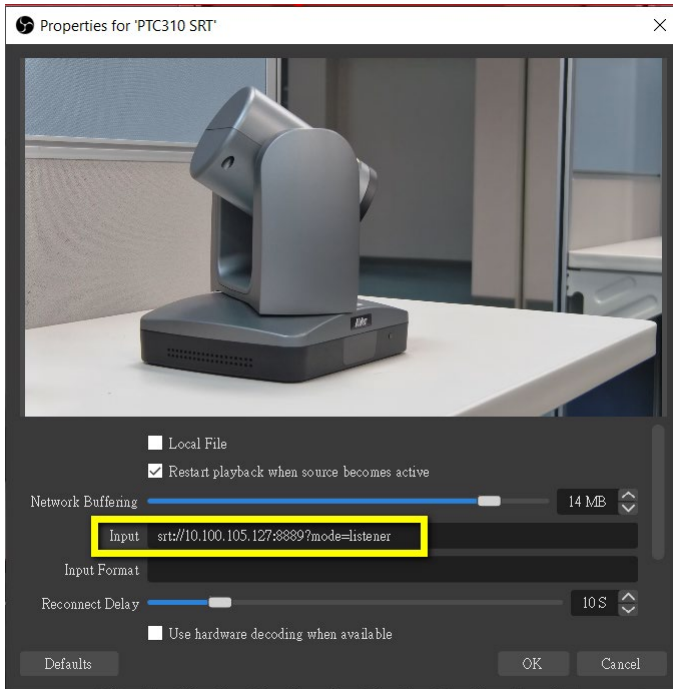 Properties for 'PTC310 SRT'
Local File
Restart playback when source becomes active
Network Buffering 14 MB
Input srt://10.100.105.127:8889?mode=listener
Input Format
Reconnect Delay 10 S
Use hardware decoding when available
Defaults OK Cancel